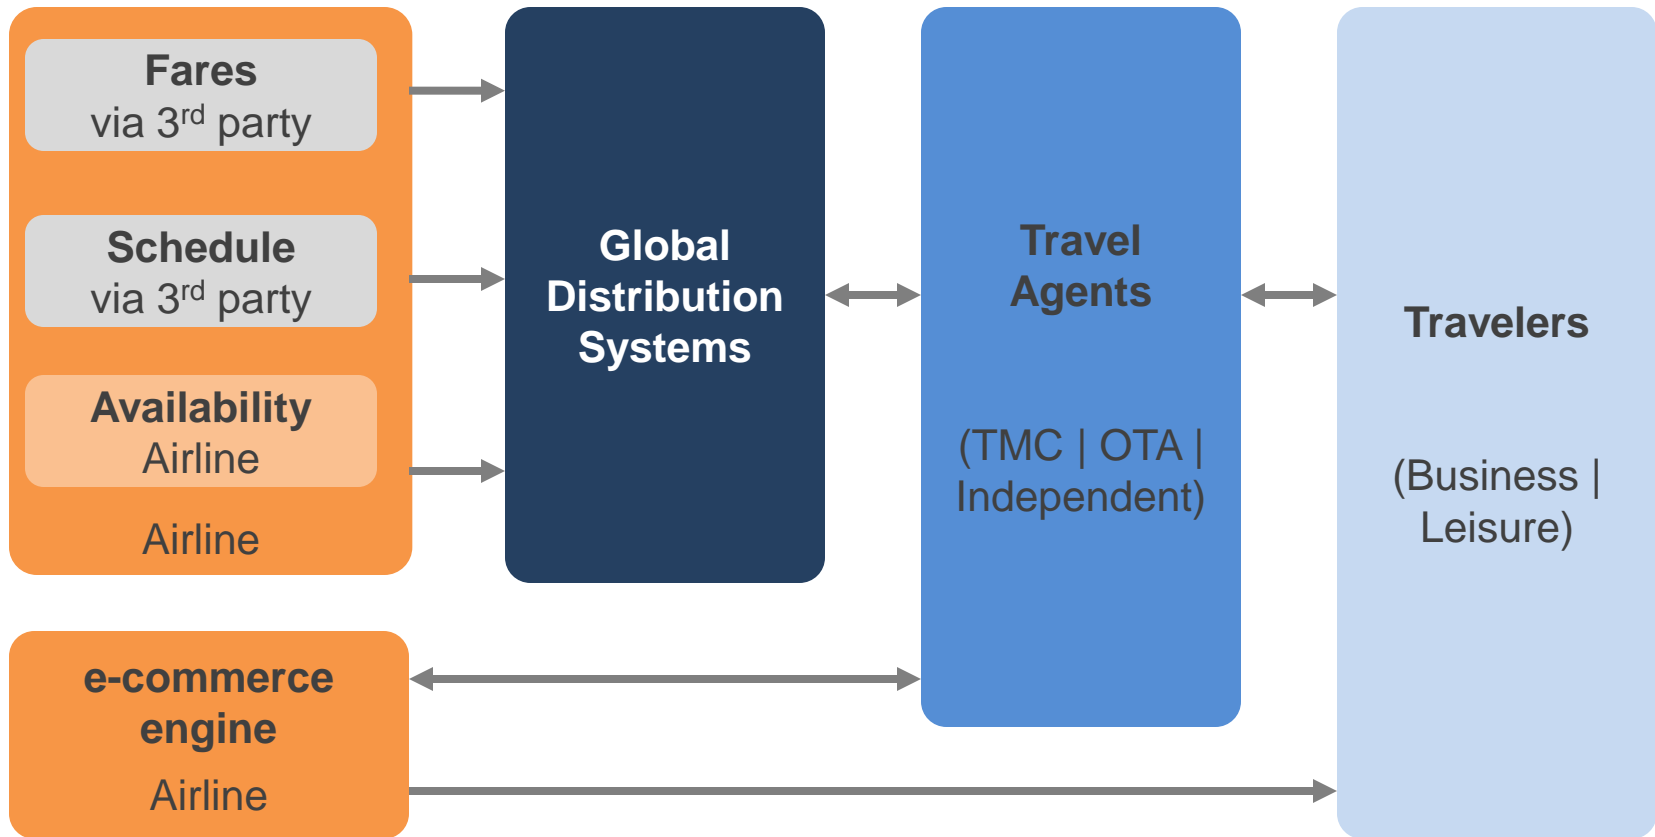 Fares
via 3rd party
Schedule
via 3rd party
Availability
Airline
Airline
Global
Distribution
Systems
Travel
Agents
(TMC | OTA |
Independent)
Travelers
(Business |
Leisure)
e-commerce
engine
Airline